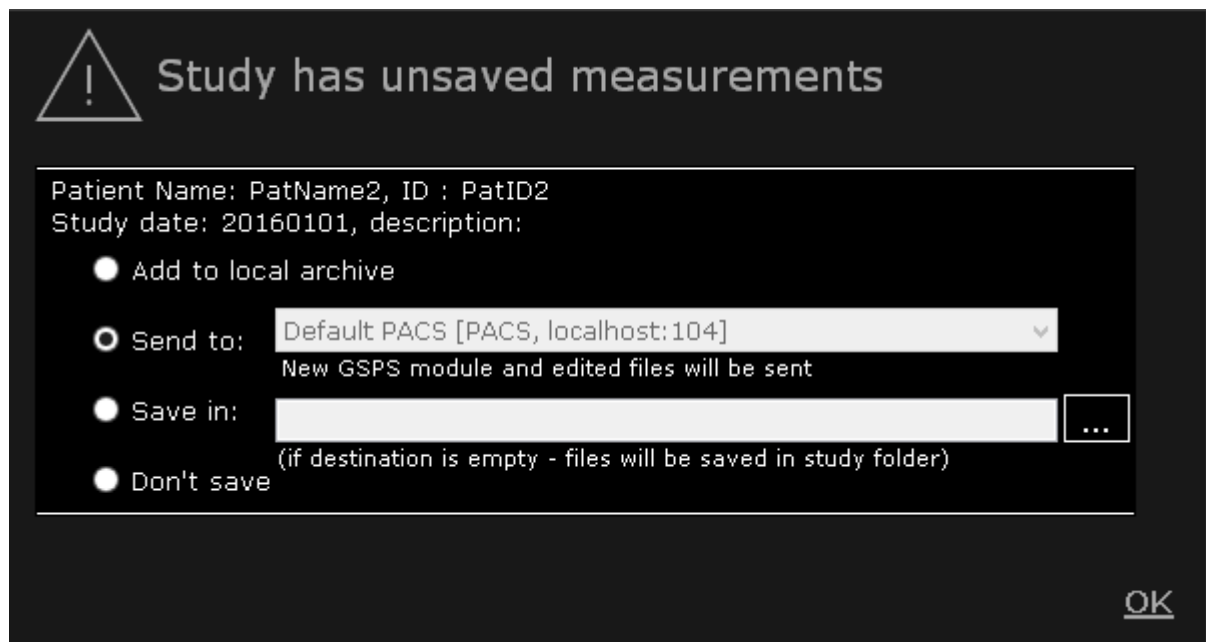 Study has unsaved measurements
Patient Name: PatName2, ID : PatID2
Study date: 20160101, description:
Add to local archive
Send to: Default PACS [PACS, localhost:104]
New GSPS module and edited files will be sent
Save in: ...
(if destination is empty - files will be saved in study folder)
Don't save
OK